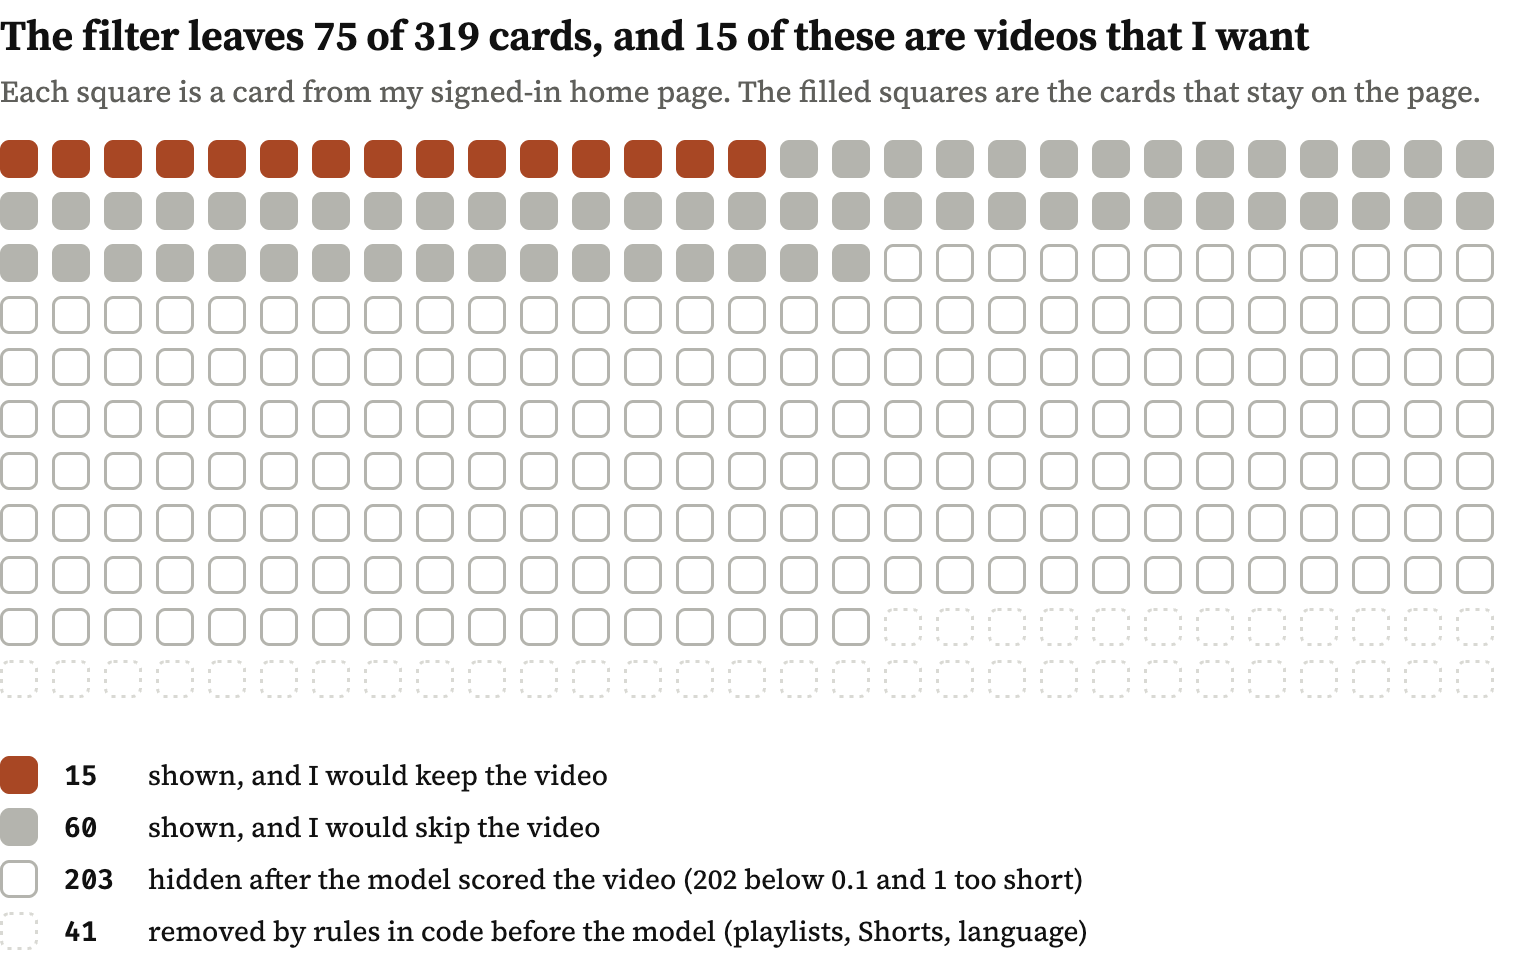 The filter leaves 75 of 319 cards, and 15 of these are videos that I want
Each square is a card from my signed-in home page. The filled squares are the cards that stay on the page.
15 shown, and I would keep the video
60 shown, and I would skip the video
203 hidden after the model scored the video (202 below 0.1 and 1 too short)
41 removed by rules in code before the model (playlists, Shorts, language)